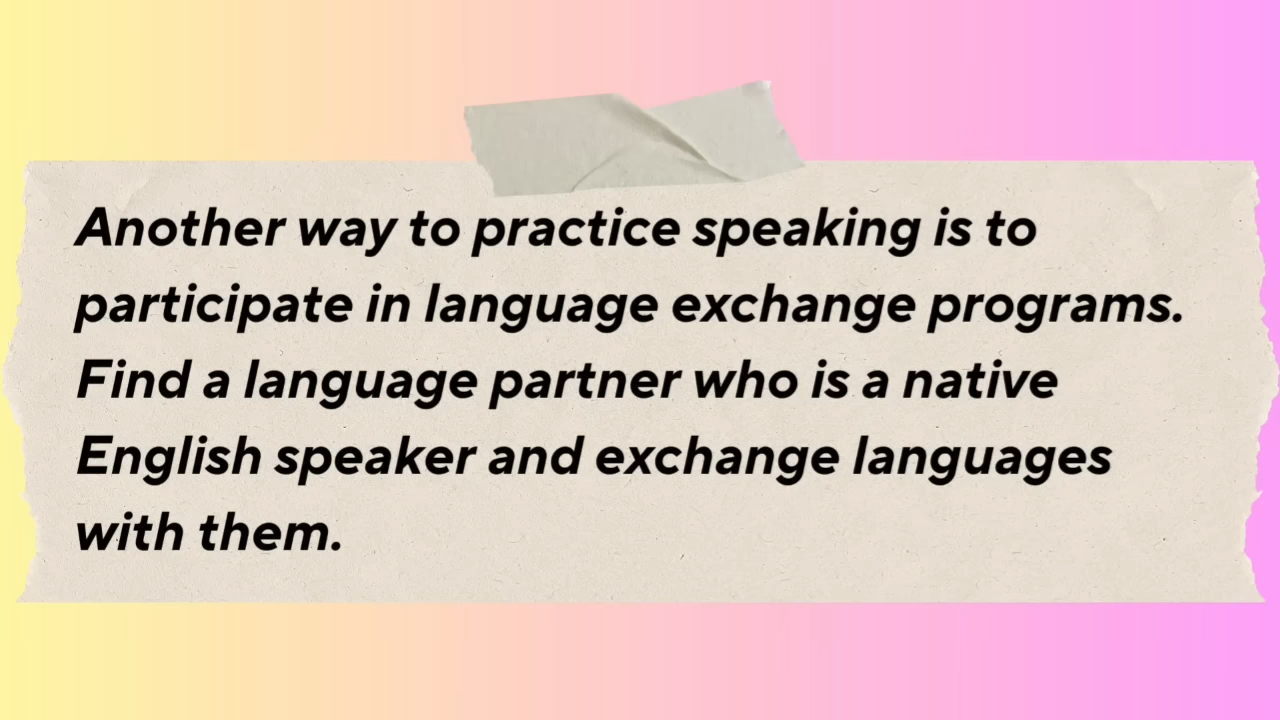 Another way to practice speaking is to
participate in language exchange programs.
Find a language partner who is a native
English speaker and exchange languages
with them.